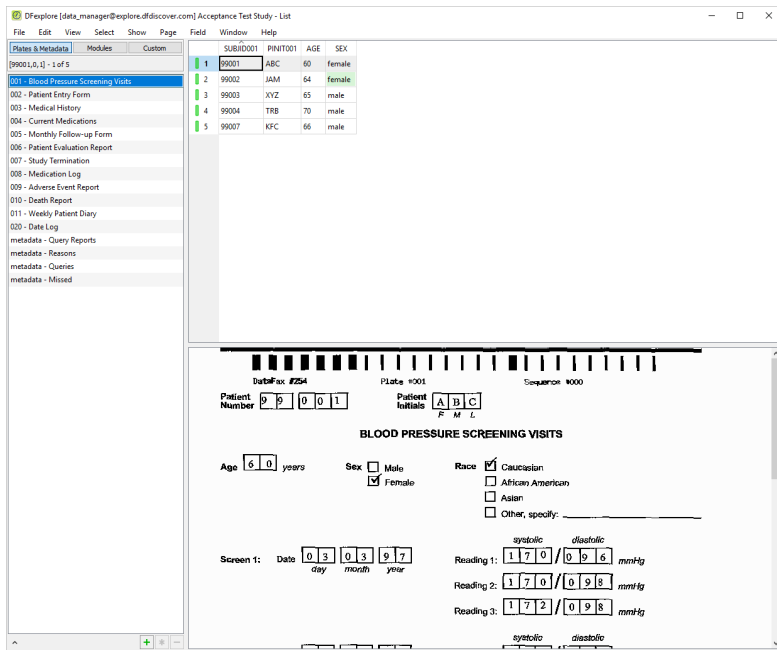 DFexplore [data_manager@explore.dfdiscover.com] Acceptance Test Study - List
File Edit View Select Show Page Field Window Help
Plates & Metadata Modules Custom
[99001,0,1] - 1 of 5
001 - Blood Pressure Screening Visits
002 - Patient Entry Form
003 - Medical History
004 - Current Medications
005 - Monthly Follow-up Form
006 - Patient Evaluation Report
007 - Study Termination
008 - Medication Log
009 - Adverse Event Report
010 - Death Report
011 - Weekly Patient Diary
020 - Date Log
metadata - Query Reports
metadata - Reasons
metadata - Queries
metadata - Missed
SUBJID001 PINIT001 AGE SEX
1 99001 ABC 60 female
2 99002 JAM 64 female
3 99003 XYZ 65 male
4 99004 TRB 70 male
5 99007 KFC 66 male
DataFax #254 Plate #001 Sequence #000
Patient Number 9 9 0 0 1 Patient Initials A B C
F M L
BLOOD PRESSURE SCREENING VISITS
Age 6 0 years Sex Male Race Caucasian
Female African American
Asian
Other, specify:
systolic diastolic
Screen 1: Date 0 3 0 3 9 7 Reading 1: 1 7 0 / 0 9 6 mmHg
day month year
Reading 2: 1 7 0 / 0 9 8 mmHg
Reading 3: 1 7 2 / 0 9 8 mmHg
systolic diastolic